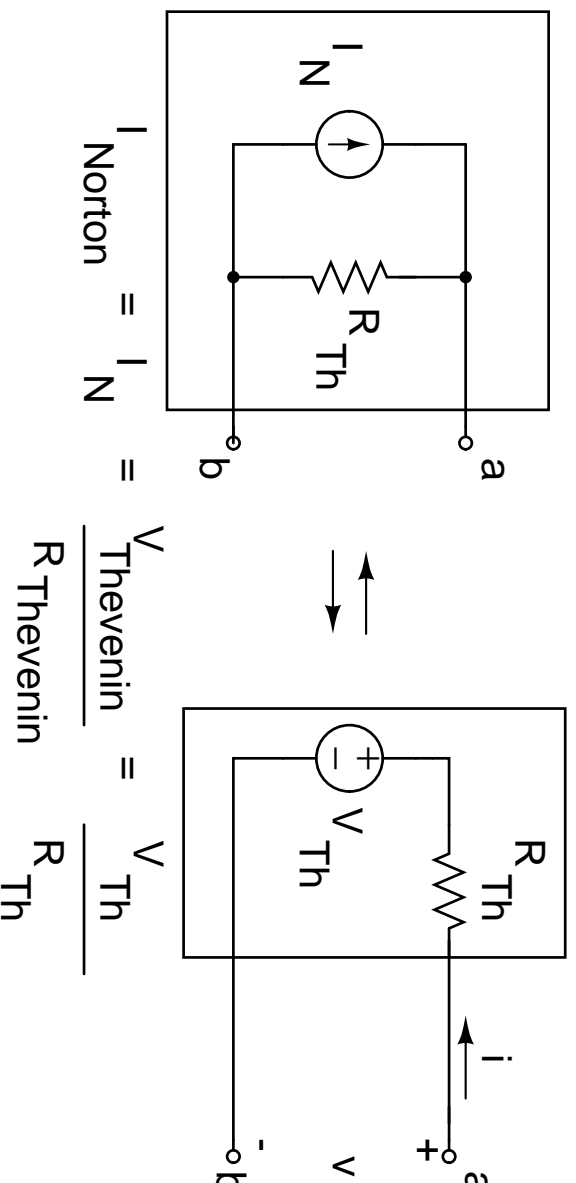 I N
R Th
a
b
R Th
V Th
+
−
i
a
+
v
-
b
I Norton = I N = V Thevenin / R Thevenin = V Th / R Th